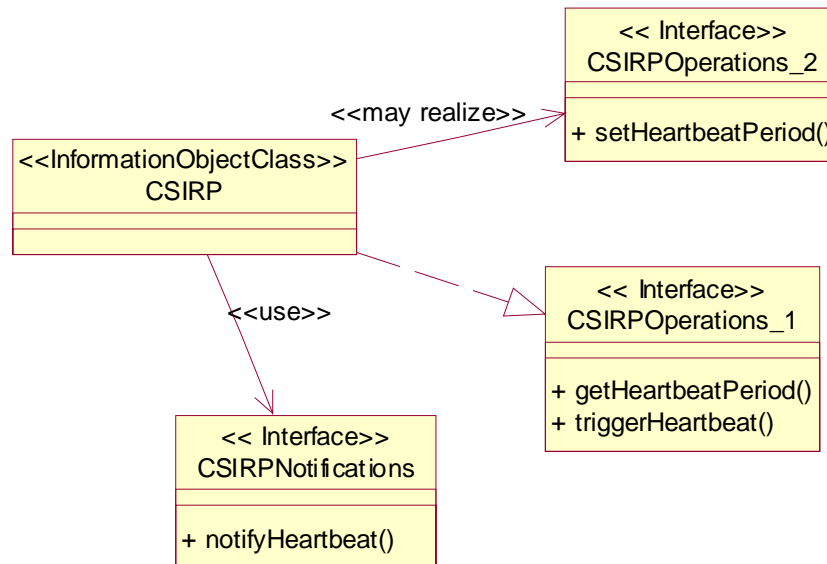 << Interface>>
CSIRPOperations_2
+ setHeartbeatPeriod()
<<may realize>>
<<InformationObjectClass>>
CSIRP
<< Interface>>
CSIRPOperations_1
+ getHeartbeatPeriod()
+ triggerHeartbeat()
<<use>>
<< Interface>>
CSIRPNotifications
+ notifyHeartbeat()